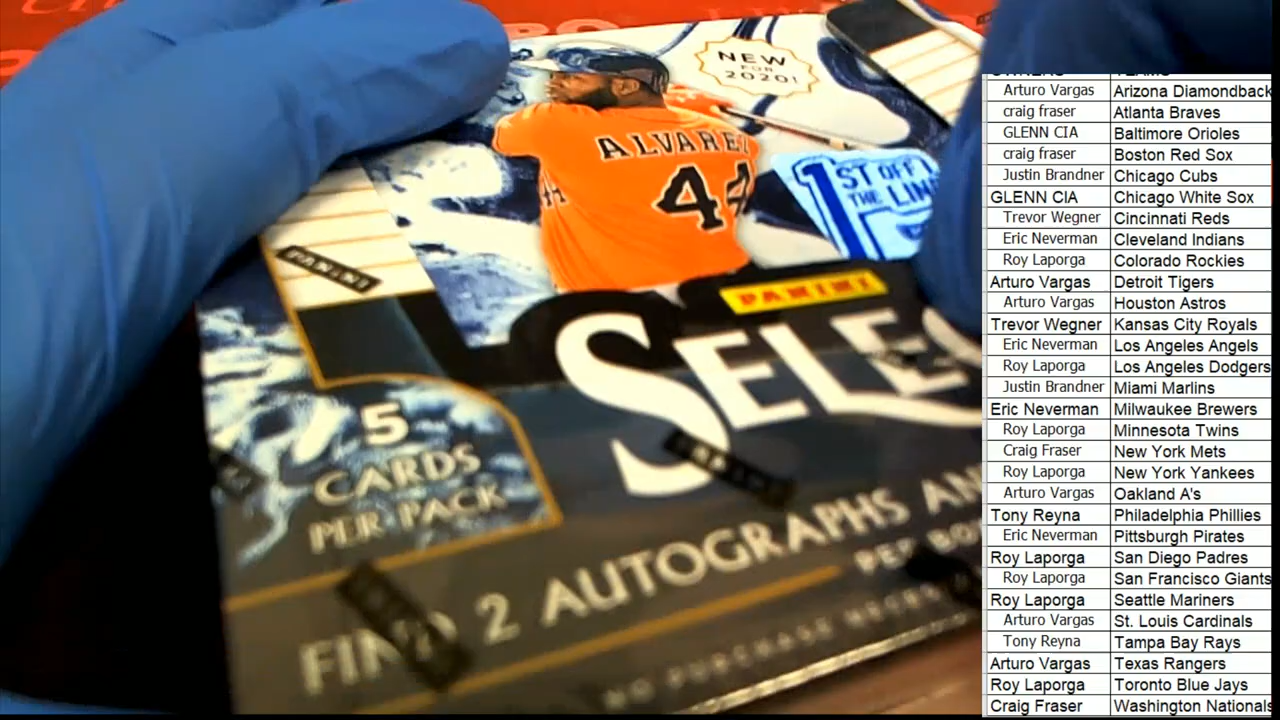 NEW
FOR
2020!
ALVAREZ
44
44
1ST OFF
THE LINE
PANINI
PANINI
SELEC
5
CARDS
PER PACK
FIND 2 AUTOGRAPHS AN
PER BO
NO PURCHASE NECES
OWNERS TEAMS
Arturo Vargas Arizona Diamondback
craig fraser Atlanta Braves
GLENN CIA Baltimore Orioles
craig fraser Boston Red Sox
Justin Brandner Chicago Cubs
GLENN CIA Chicago White Sox
Trevor Wegner Cincinnati Reds
Eric Neverman Cleveland Indians
Roy Laporga Colorado Rockies
Arturo Vargas Detroit Tigers
Arturo Vargas Houston Astros
Trevor Wegner Kansas City Royals
Eric Neverman Los Angeles Angels
Roy Laporga Los Angeles Dodgers
Justin Brandner Miami Marlins
Eric Neverman Milwaukee Brewers
Roy Laporga Minnesota Twins
Craig Fraser New York Mets
Roy Laporga New York Yankees
Arturo Vargas Oakland A's
Tony Reyna Philadelphia Phillies
Eric Neverman Pittsburgh Pirates
Roy Laporga San Diego Padres
Roy Laporga San Francisco Giants
Roy Laporga Seattle Mariners
Arturo Vargas St. Louis Cardinals
Tony Reyna Tampa Bay Rays
Arturo Vargas Texas Rangers
Roy Laporga Toronto Blue Jays
Craig Fraser Washington Nationals